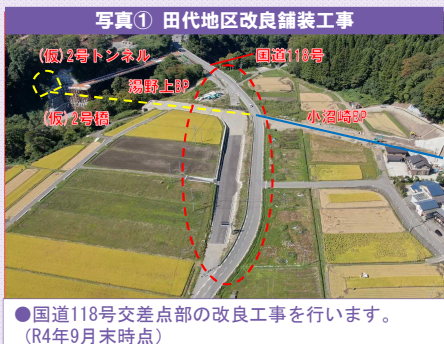 写真① 田代地区改良舗装工事
(仮)2号トンネル
国道118号
湯野上BP
(仮)2号橋
小沼崎BP
●国道118号交差点部の改良工事を行います。
(R4年9月末時点)